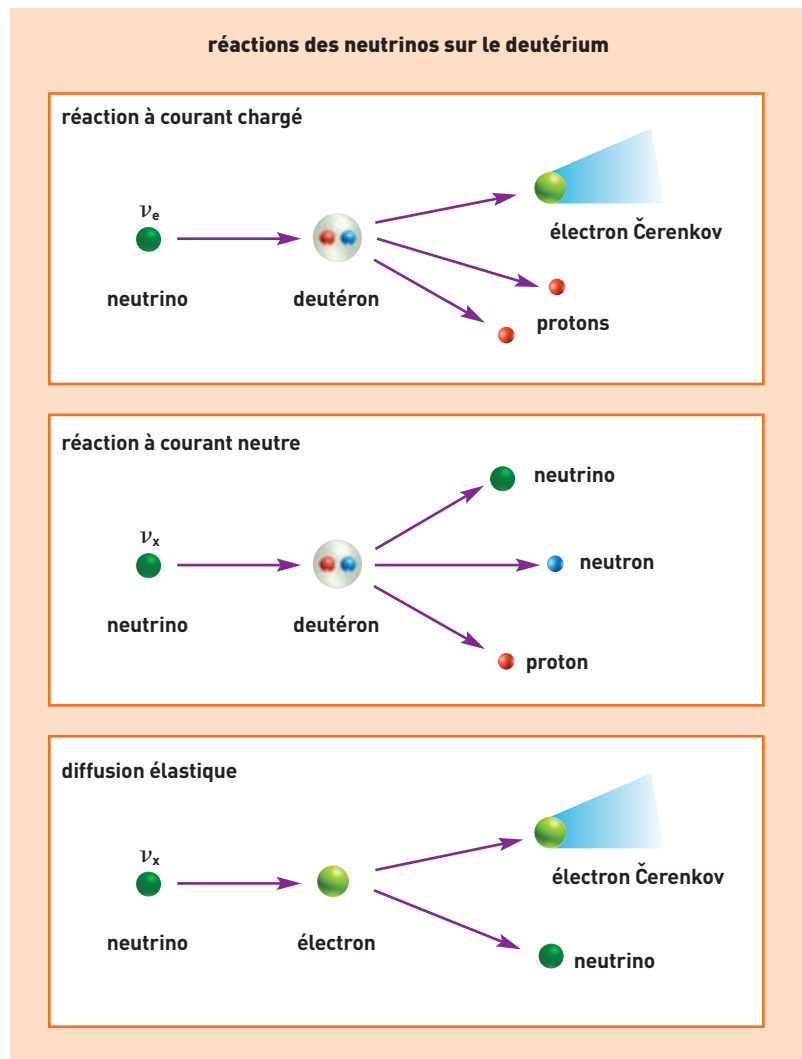 réactions des neutrinos sur le deutérium
réaction à courant chargé
νe
neutrino
deutéron
électron Čerenkov
protons
réaction à courant neutre
νx
neutrino
deutéron
neutrino
neutron
proton
diffusion élastique
νx
neutrino
électron
électron Čerenkov
neutrino